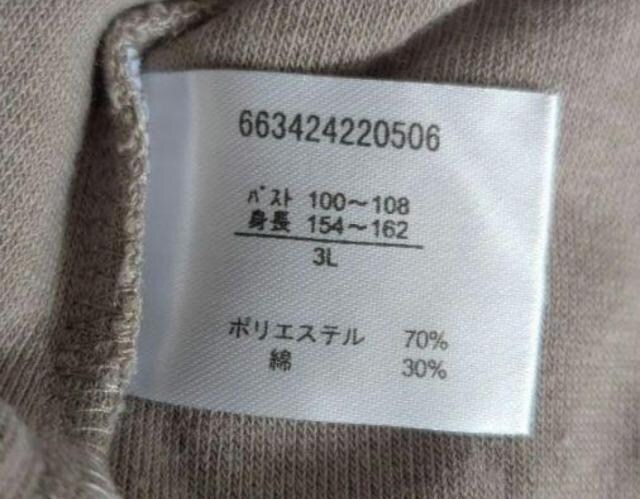 663424220506
バスト 100〜108
身長 154〜162
3L
ポリエステル 70%
綿 30%